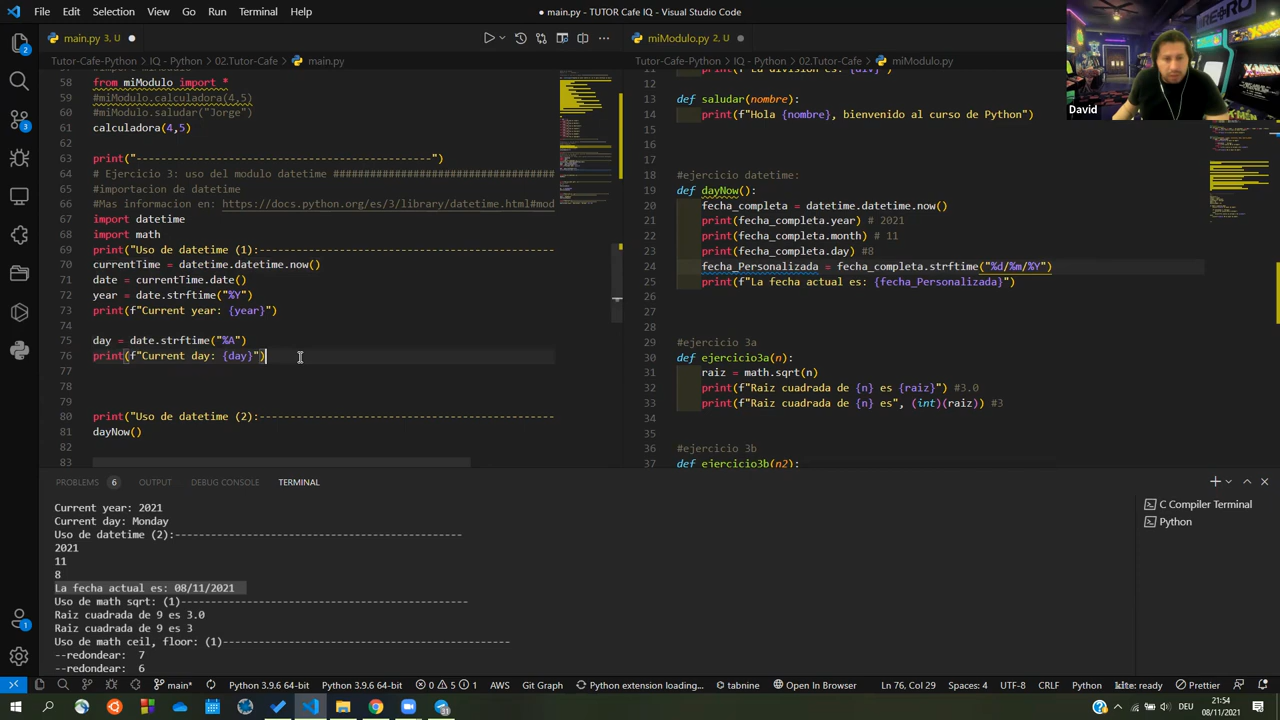 File Edit Selection View Go Run Terminal Help
● main.py - TUTOR Cafe IQ - Visual Studio Code
main.py 3, U ●
miModulo.py 2, U ●
Tutor-Cafe-Python > IQ - Python > 02.Tutor-Cafe > main.py
Tutor-Cafe-Python > IQ - Python > 02.Tutor-Cafe > miModulo.py
58 from miModulo import *
59 #miModulo.calculadora(4,5)
60 #miModulo.saludar("Jorge")
61 calculadora(4,5)
62
63 print("--------------------------------------------------")
64 # Ejercicio 3: uso del modulo datetime ####################################
65 #importacion de datetime
66 #Mas informacion en: https://docs.python.org/es/3/library/datetime.html#mod
67 import datetime
68 import math
69 print("Uso de datetime (1):-------------------------------------------------
70 currentTime = datetime.datetime.now()
71 date = currentTime.date()
72 year = date.strftime("%Y")
73 print(f"Current year: {year}")
74
75 day = date.strftime("%A")
76 print(f"Current day: {day}")
77
78
79
80 print("Uso de datetime (2):-------------------------------------------------
81 dayNow()
82
83
11 print(f"La division es: {div}")
12
13 def saludar(nombre):
14 print(f"Hola {nombre}, bienvenido al curso de Python")
15
16
17
18 #ejercicio datetime:
19 def dayNow():
20 fecha_completa = datetime.datetime.now()
21 print(fecha_completa.year) # 2021
22 print(fecha_completa.month) # 11
23 print(fecha_completa.day) #8
24 fecha_Personalizada = fecha_completa.strftime("%d/%m/%Y")
25 print(f"La fecha actual es: {fecha_Personalizada}")
26
27
28
29 #ejercicio 3a
30 def ejercicio3a(n):
31 raiz = math.sqrt(n)
32 print(f"Raiz cuadrada de {n} es {raiz}") #3.0
33 print(f"Raiz cuadrada de {n} es", (int)(raiz)) #3
34
35
36 #ejercicio 3b
37 def ejercicio3b(n2):
RETRO
David
PROBLEMS 6 OUTPUT DEBUG CONSOLE TERMINAL
Current year: 2021
Current day: Monday
Uso de datetime (2):-------------------------------------------------
2021
11
8
La fecha actual es: 08/11/2021
Uso de math sqrt: (1)-------------------------------------------------
Raiz cuadrada de 9 es 3.0
Raiz cuadrada de 9 es 3
Uso de math ceil, floor: (1)-------------------------------------------------
--redondear: 7
--redondear: 6
C Compiler Terminal
Python
main* Python 3.9.6 64-bit Python 3.9.6 64-bit 0 5 1 AWS Git Graph Python extension loading... tabnine Open In Browser Ln 76, Col 29 Spaces: 4 UTF-8 CRLF Python kite: ready Prettier
DEU
21:54
08/11/2021